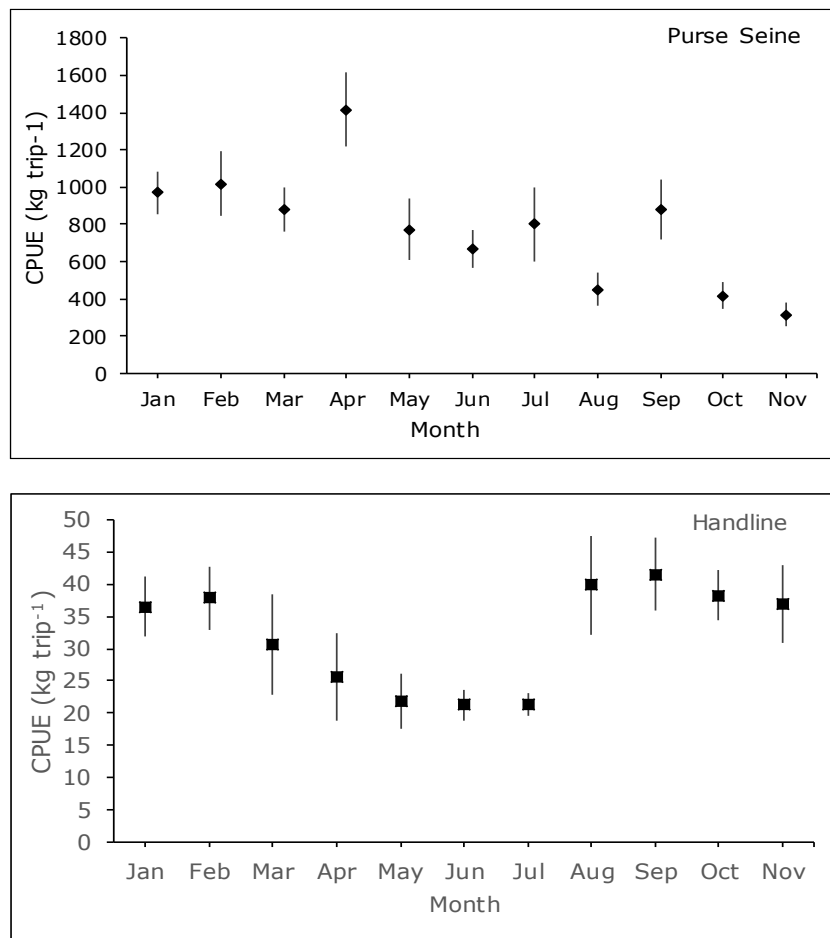 Purse Seine
CPUE (kg trip-1)
1800
1600
1400
1200
1000
800
600
400
200
0
Jan Feb Mar Apr May Jun Jul Aug Sep Oct Nov
Month
Handline
CPUE (kg trip⁻¹)
50
45
40
35
30
25
20
15
10
5
0
Jan Feb Mar Apr May Jun Jul Aug Sep Oct Nov
Month